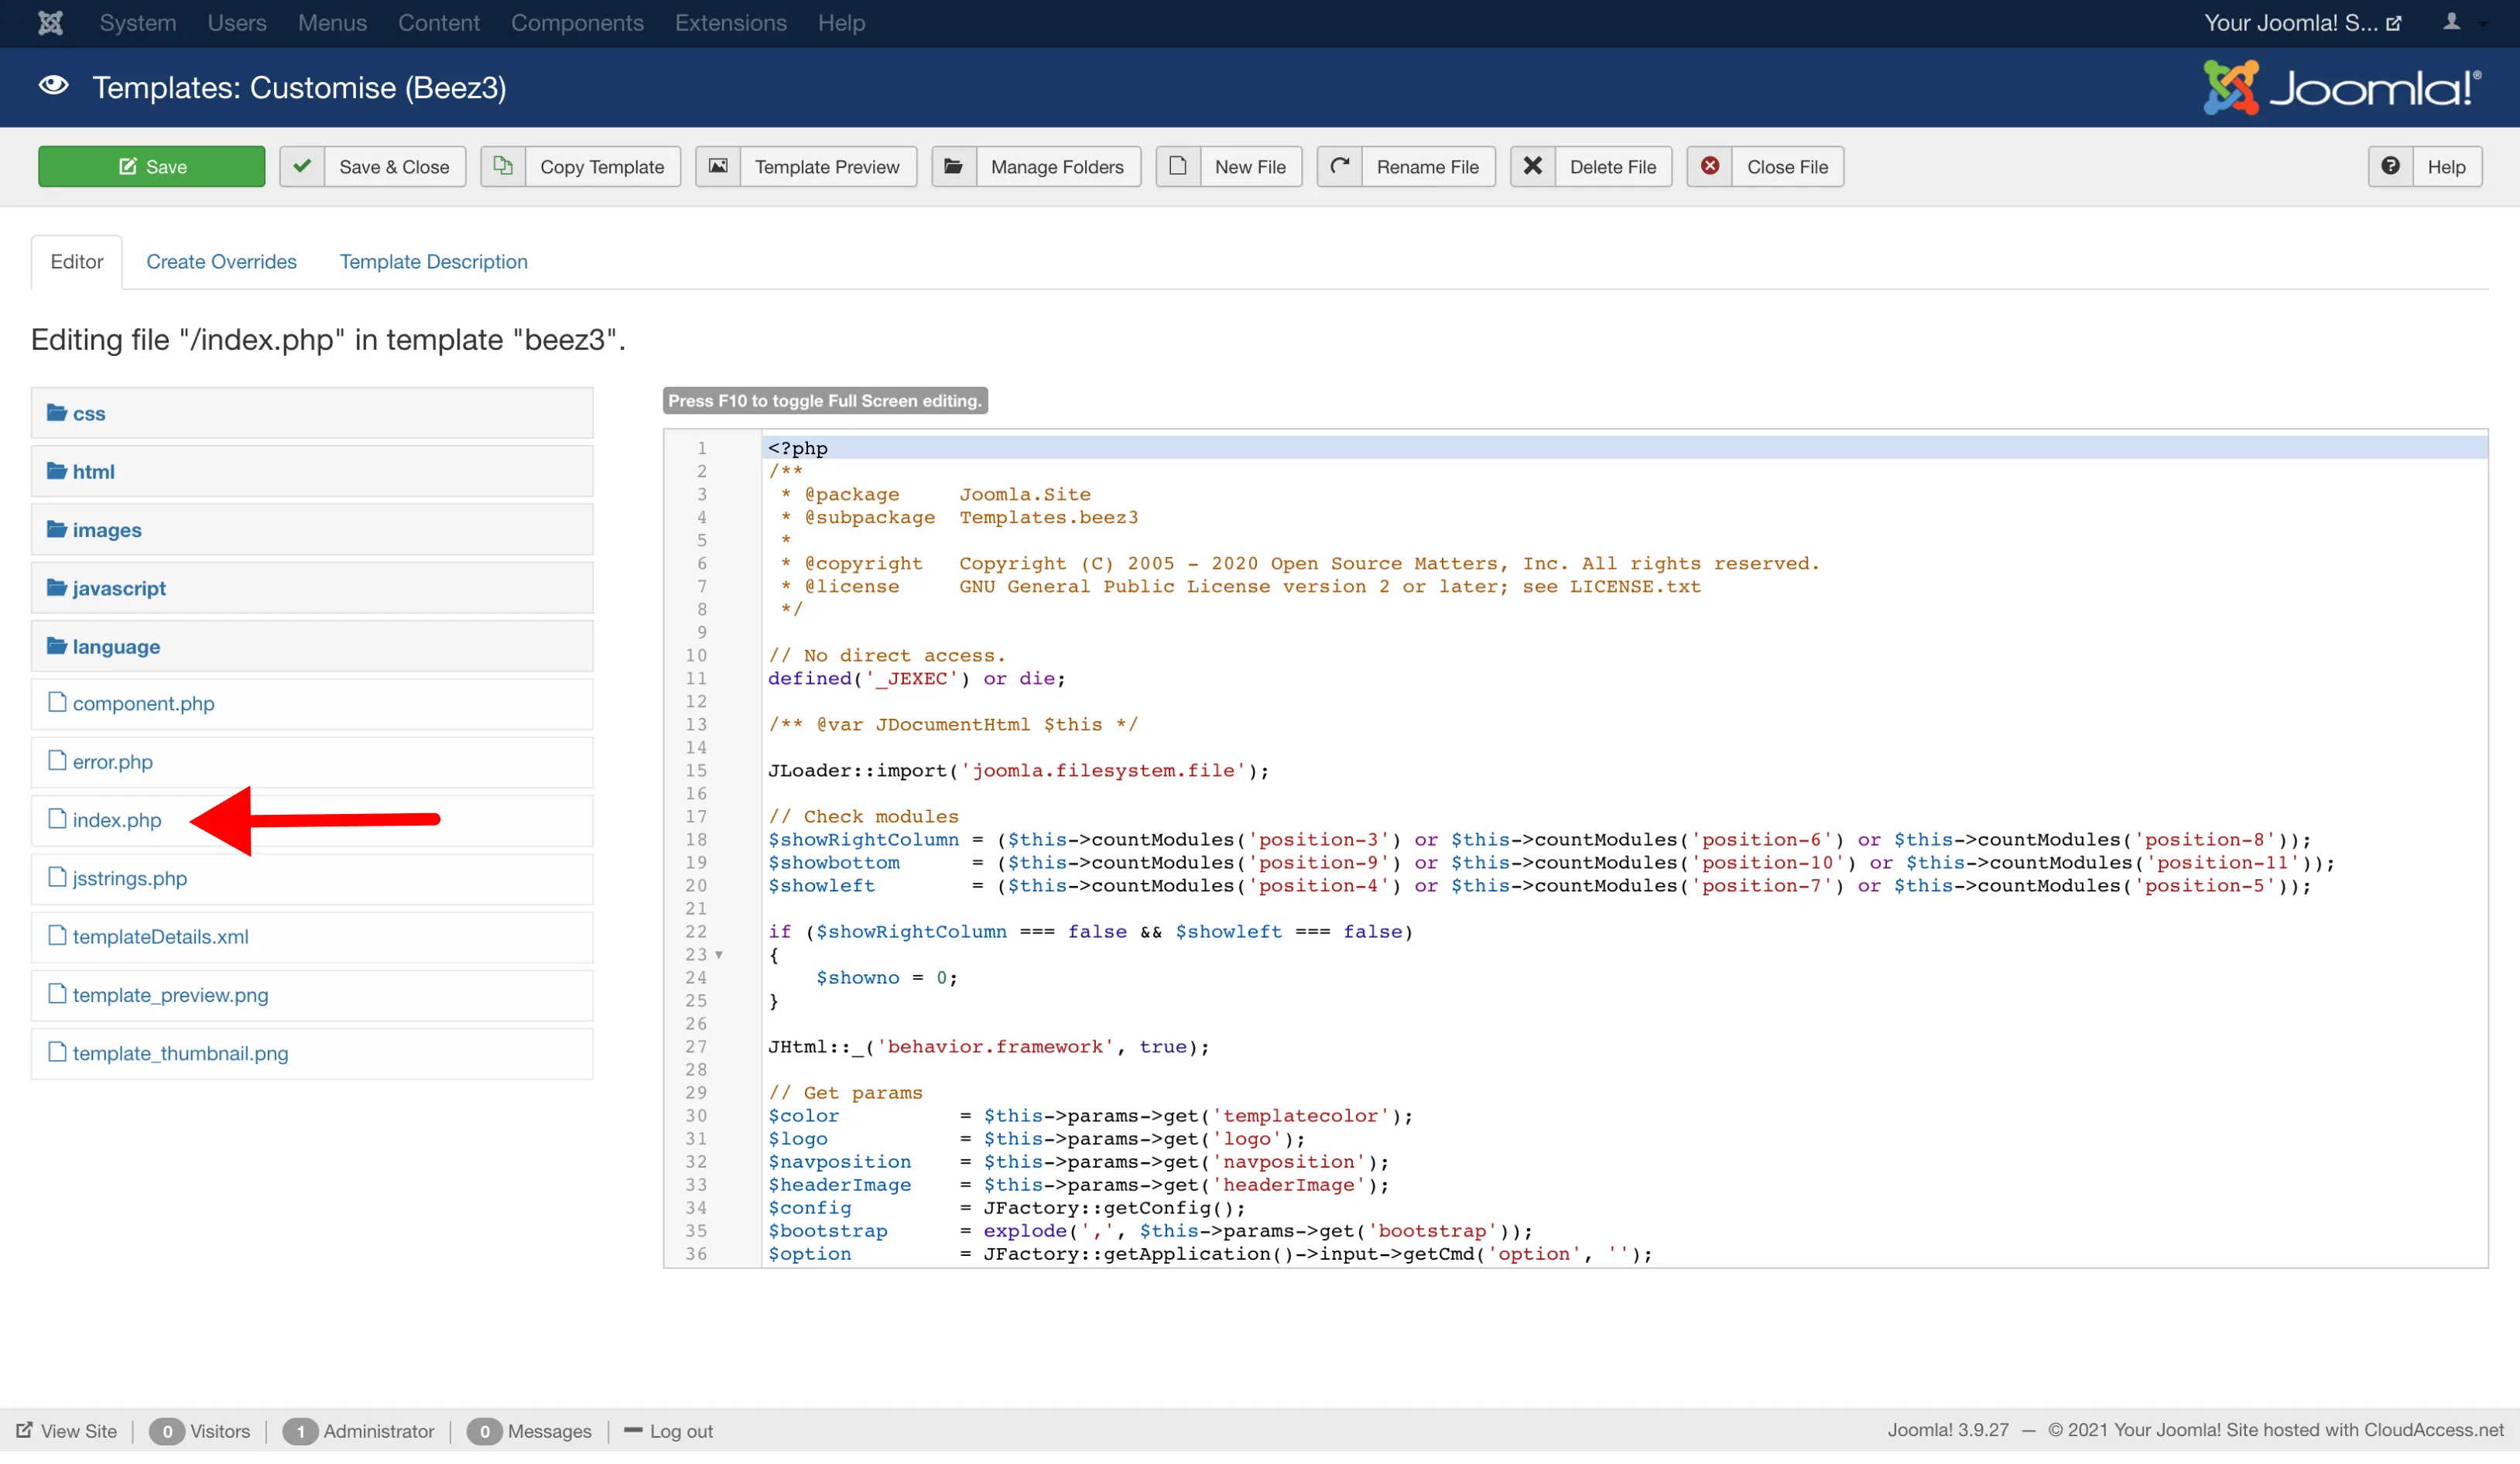 System Users Menus Content Components Extensions Help Your Joomla! S...
Templates: Customise (Beez3) Joomla!®
Save Save & Close Copy Template Template Preview Manage Folders New File Rename File Delete File Close File Help
Editor Create Overrides Template Description
Editing file "/index.php" in template "beez3".
css
html
images
javascript
language
component.php
error.php
index.php
jsstrings.php
templateDetails.xml
template_preview.png
template_thumbnail.png
Press F10 to toggle Full Screen editing.
1 <?php
2 /**
3  * @package     Joomla.Site
4  * @subpackage  Templates.beez3
5  *
6  * @copyright   Copyright (C) 2005 - 2020 Open Source Matters, Inc. All rights reserved.
7  * @license     GNU General Public License version 2 or later; see LICENSE.txt
8  */
9
10 // No direct access.
11 defined('_JEXEC') or die;
12
13 /** @var JDocumentHtml $this */
14
15 JLoader::import('joomla.filesystem.file');
16
17 // Check modules
18 $showRightColumn = ($this->countModules('position-3') or $this->countModules('position-6') or $this->countModules('position-8'));
19 $showbottom      = ($this->countModules('position-9') or $this->countModules('position-10') or $this->countModules('position-11'));
20 $showleft        = ($this->countModules('position-4') or $this->countModules('position-7') or $this->countModules('position-5'));
21
22 if ($showRightColumn === false && $showleft === false)
23 {
24     $showno = 0;
25 }
26
27 JHtml::_('behavior.framework', true);
28
29 // Get params
30 $color          = $this->params->get('templatecolor');
31 $logo           = $this->params->get('logo');
32 $navposition    = $this->params->get('navposition');
33 $headerImage    = $this->params->get('headerImage');
34 $config         = JFactory::getConfig();
35 $bootstrap      = explode(',', $this->params->get('bootstrap'));
36 $option         = JFactory::getApplication()->input->getCmd('option', '');
View Site 0 Visitors 1 Administrator 0 Messages Log out Joomla! 3.9.27 — © 2021 Your Joomla! Site hosted with CloudAccess.net